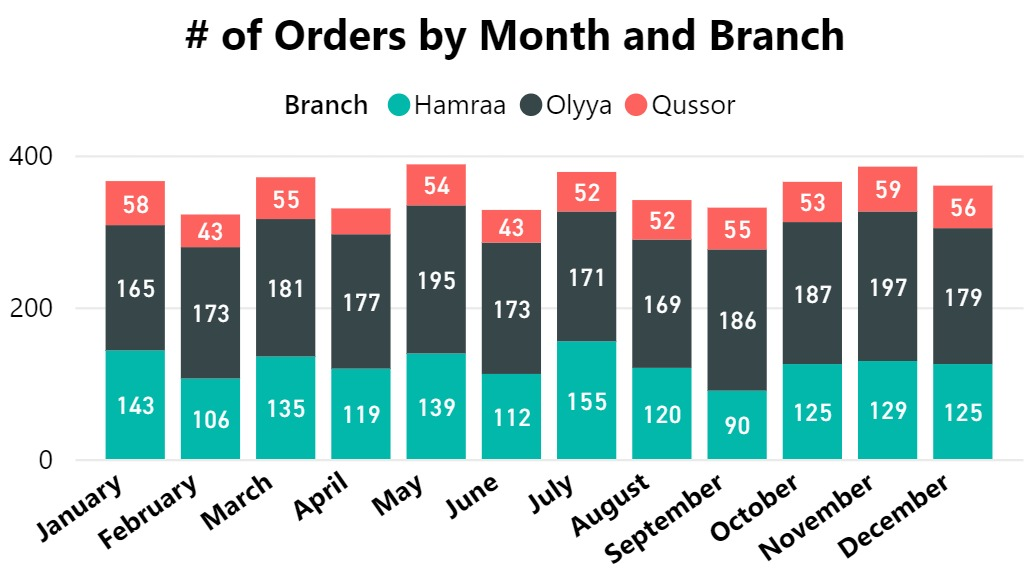 # of Orders by Month and Branch
Branch Hamraa Olyya Qussor
400
200
0
58 43 55 54 43 52 52 55 53 59 56
165 173 181 177 195 173 171 169 186 187 197 179
143 106 135 119 139 112 155 120 90 125 129 125
January February March April May June July August September October November December